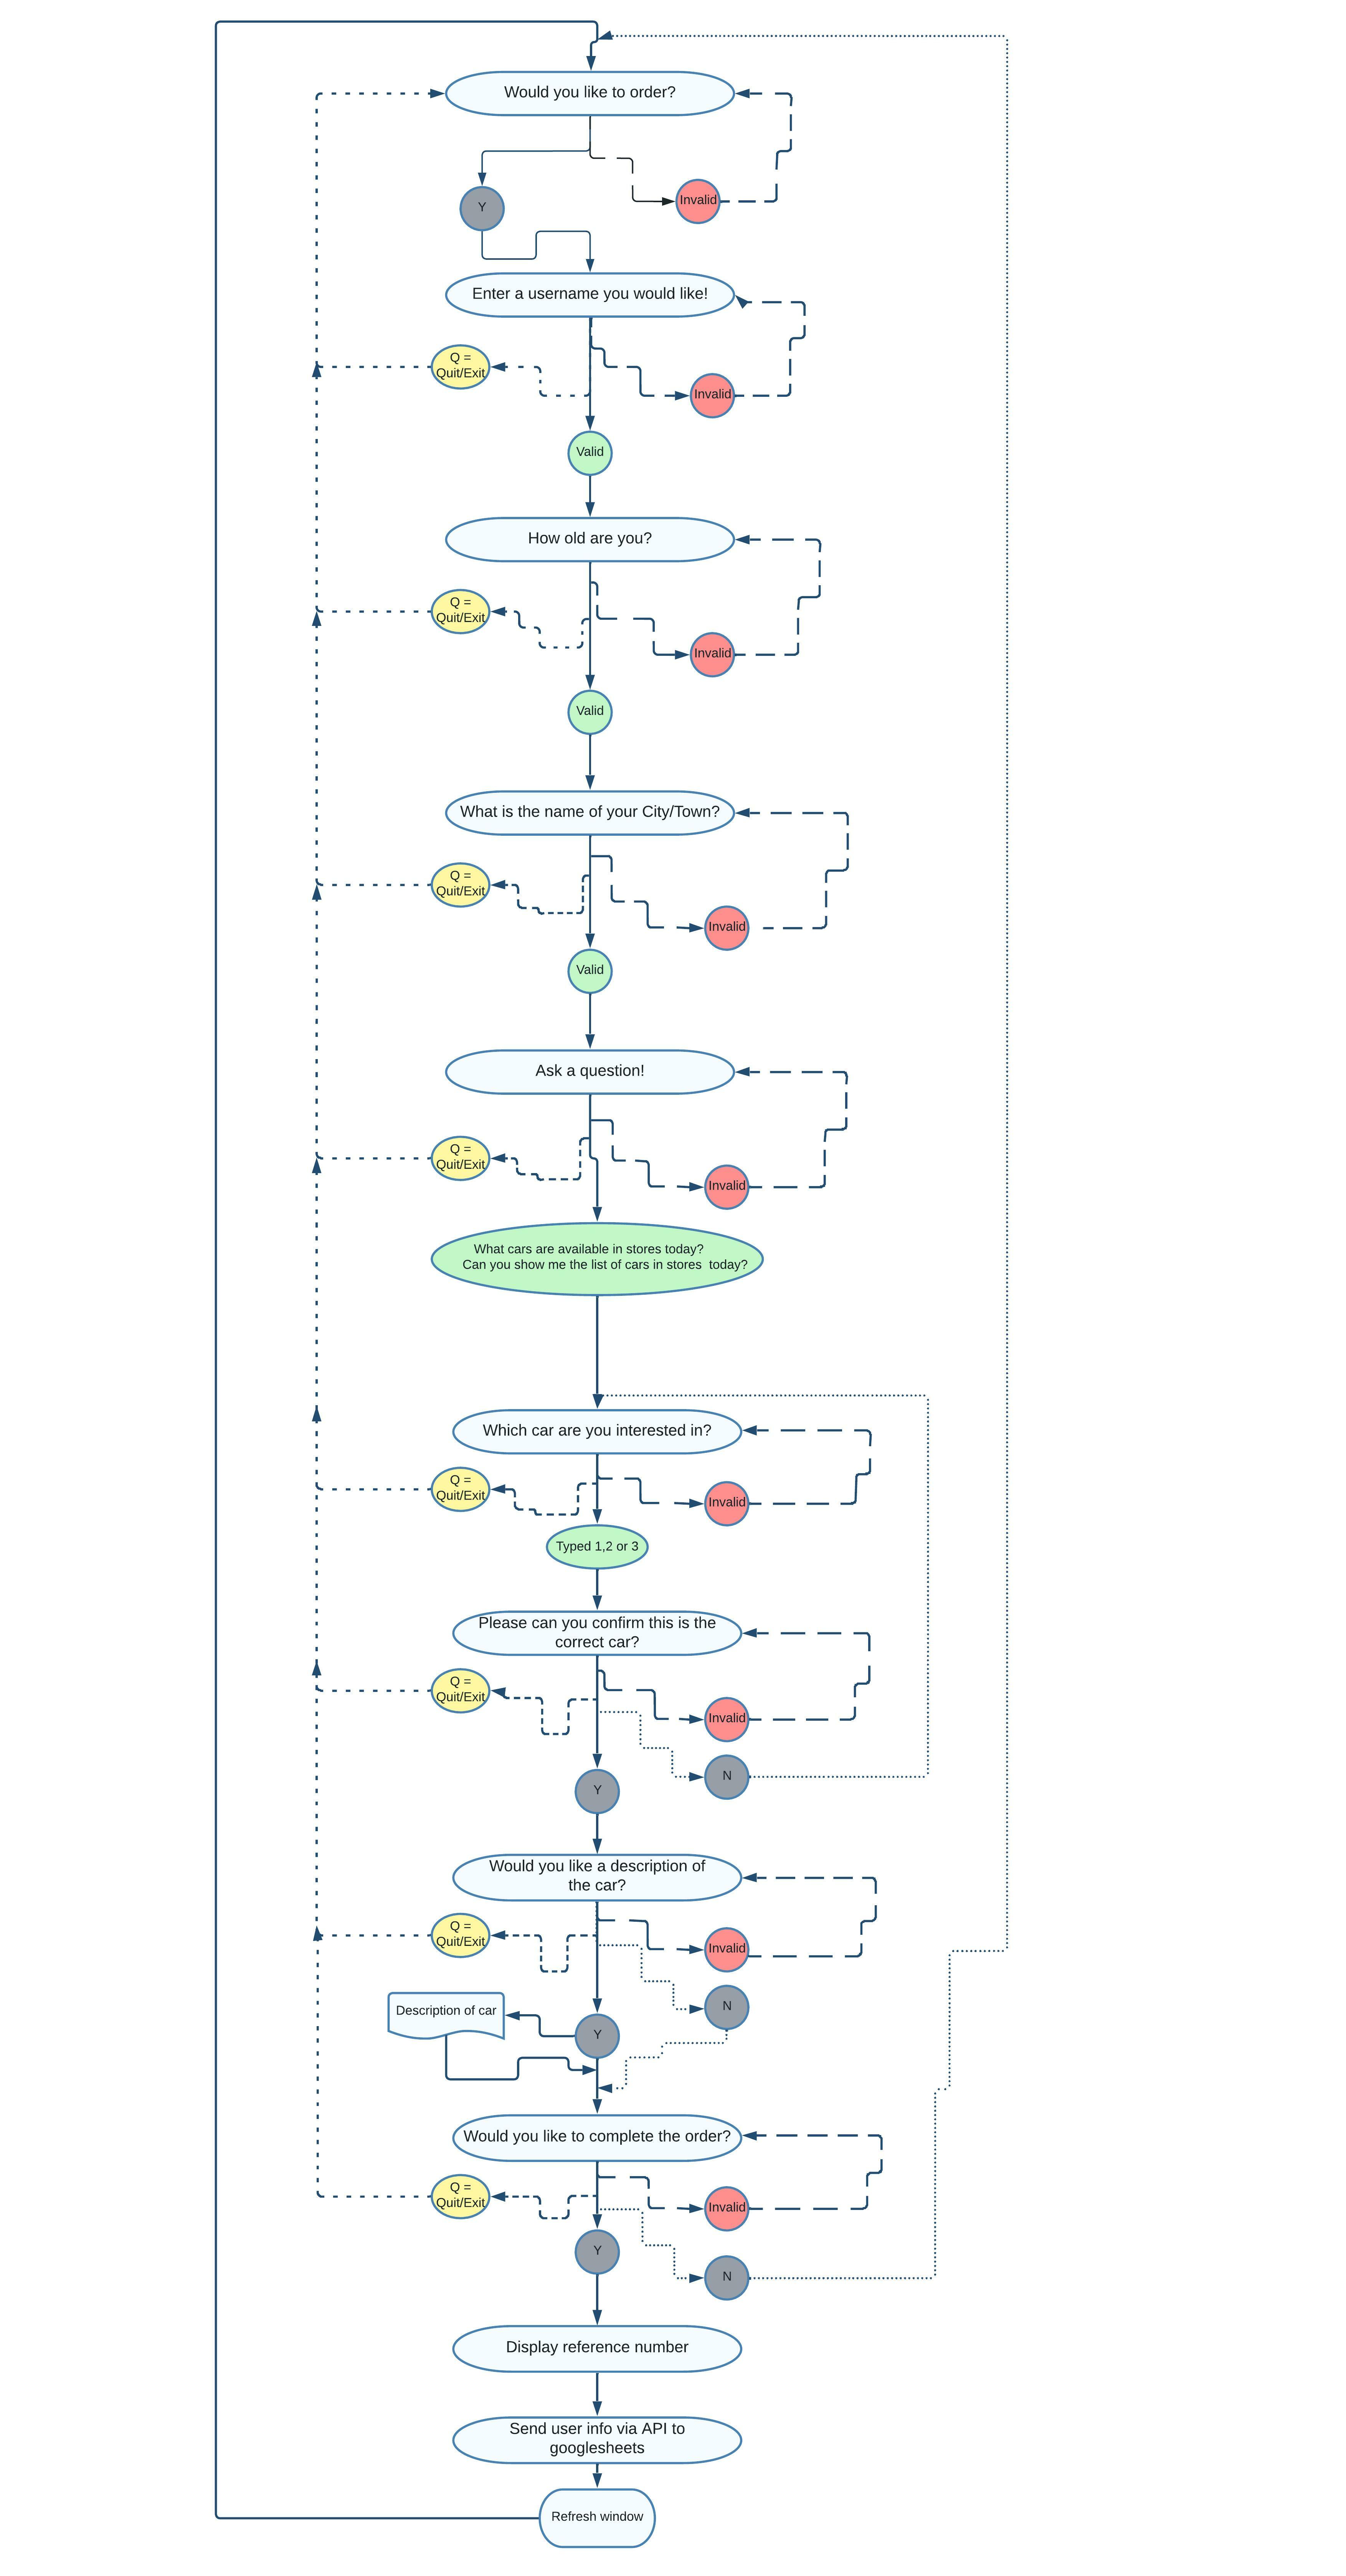 Would you like to order?
Y
Invalid
Enter a username you would like!
Q =
Quit/Exit
Invalid
Valid
How old are you?
Q =
Quit/Exit
Invalid
Valid
What is the name of your City/Town?
Q =
Quit/Exit
Invalid
Valid
Ask a question!
Q =
Quit/Exit
Invalid
What cars are available in stores today?
Can you show me the list of cars in stores  today?
Which car are you interested in?
Q =
Quit/Exit
Invalid
Typed 1,2 or 3
Please can you confirm this is the
correct car?
Q =
Quit/Exit
Invalid
N
Y
Would you like a description of
the car?
Q =
Quit/Exit
Invalid
N
Description of car
Y
Would you like to complete the order?
Q =
Quit/Exit
Invalid
Y
N
Display reference number
Send user info via API to
googlesheets
Refresh window